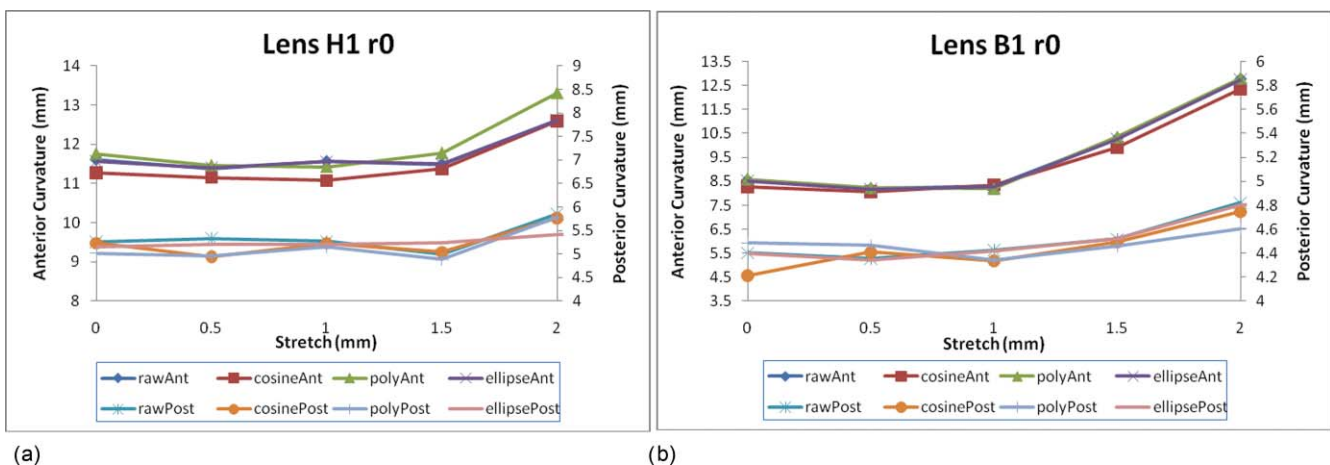 Lens H1 r0
Anterior Curvature (mm)
14
13
12
11
10
9
8
Posterior Curvature (mm)
9
8.5
8
7.5
7
6.5
6
5.5
5
4.5
4
0 0.5 1 1.5 2
Stretch (mm)
rawAnt cosineAnt polyAnt ellipseAnt
rawPost cosinePost polyPost ellipsePost
(a)
Lens B1 r0
Anterior Curvature (mm)
13.5
12.5
11.5
10.5
9.5
8.5
7.5
6.5
5.5
4.5
3.5
Posterior Curvature (mm)
6
5.8
5.6
5.4
5.2
5
4.8
4.6
4.4
4.2
4
0 0.5 1 1.5 2
Stretch (mm)
rawAnt cosineAnt polyAnt ellipseAnt
rawPost cosinePost polyPost ellipsePost
(b)